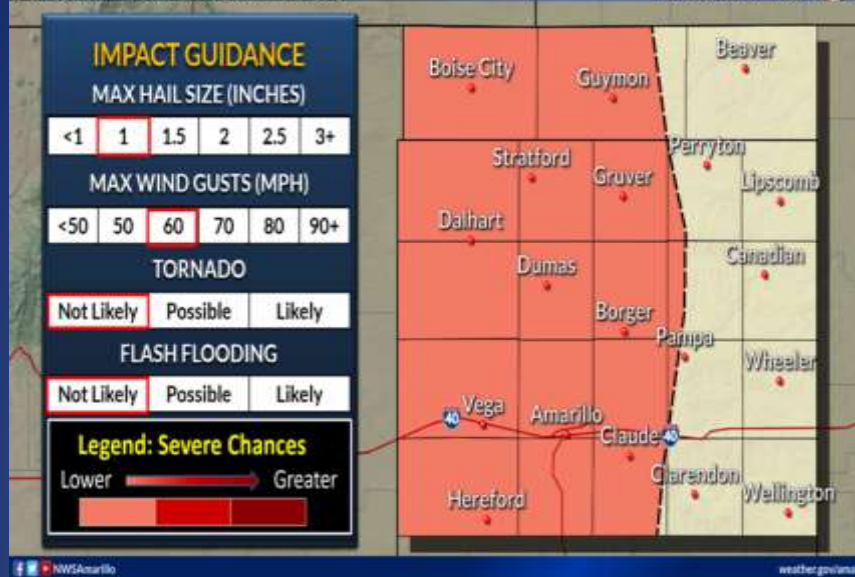 IMPACT GUIDANCE
MAX HAIL SIZE (INCHES)
<1 1 1.5 2 2.5 3+
MAX WIND GUSTS (MPH)
<50 50 60 70 80 90+
TORNADO
Not Likely Possible Likely
FLASH FLOODING
Not Likely Possible Likely
Legend: Severe Chances
Lower Greater
Boise City
Guymon
Beaver
Stratford
Gruver
Perryton
Lipscomb
Dalhart
Dumas
Canadian
Borger
Pampa
Wheeler
40
Vega
Amarillo
Claude
40
Hereford
Clarendon
Wellington
NWSAmarillo
weather.gov/ama